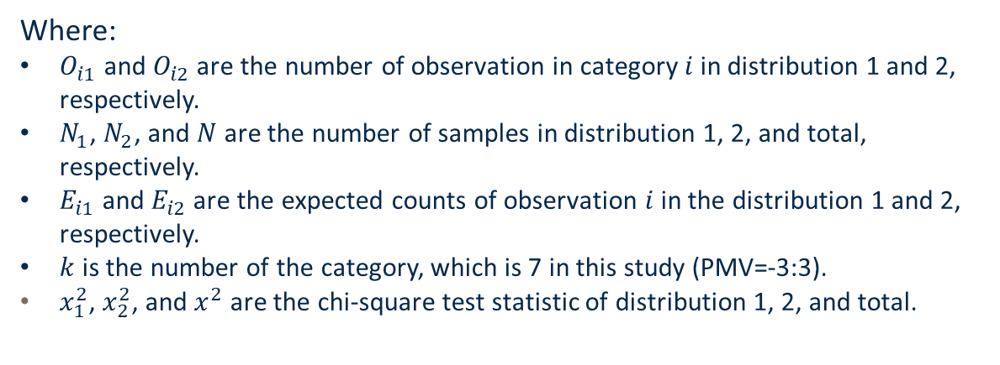 Where:
• O_{i1} and O_{i2} are the number of observation in category i in distribution 1 and 2,
respectively.
• N_1, N_2, and N are the number of samples in distribution 1, 2, and total,
respectively.
• E_{i1} and E_{i2} are the expected counts of observation i in the distribution 1 and 2,
respectively.
• k is the number of the category, which is 7 in this study (PMV=-3:3).
• x_1^2, x_2^2, and x^2 are the chi-square test statistic of distribution 1, 2, and total.